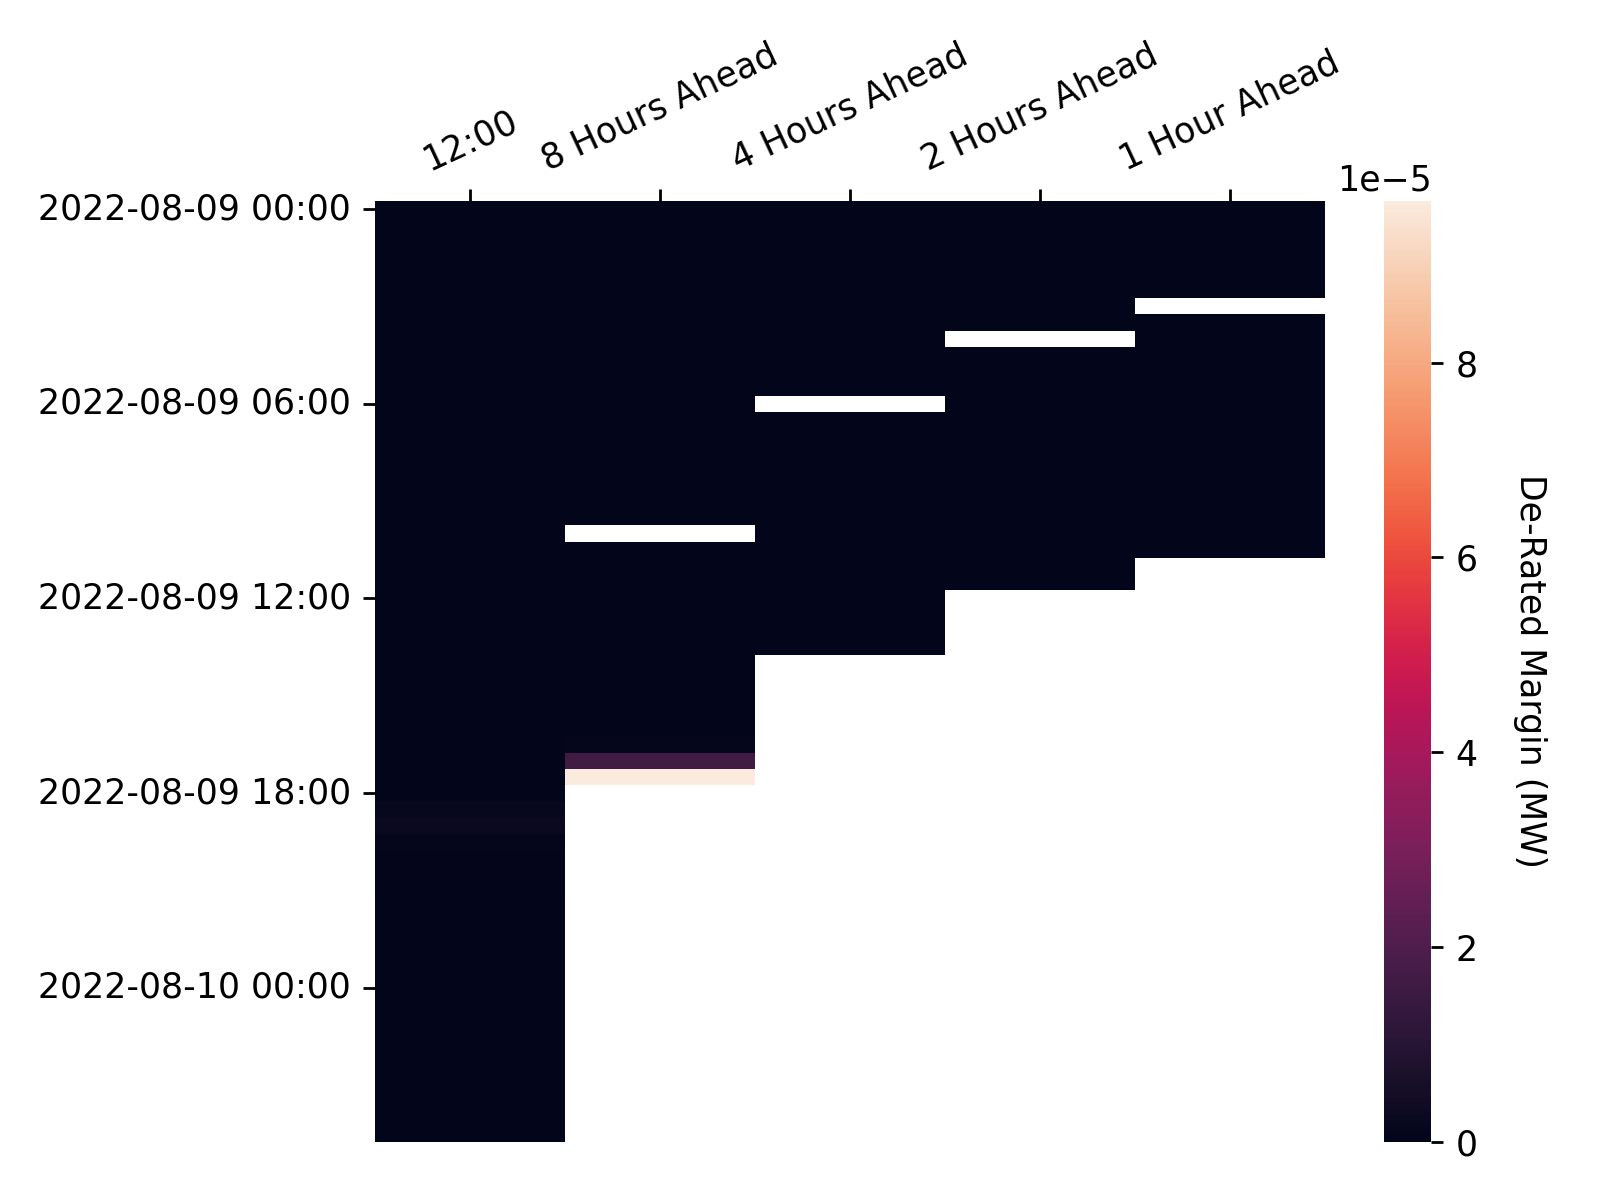 12:00
8 Hours Ahead
4 Hours Ahead
2 Hours Ahead
1 Hour Ahead
1e−5
2022-08-09 00:00
2022-08-09 06:00
2022-08-09 12:00
2022-08-09 18:00
2022-08-10 00:00
8
6
4
2
0
De-Rated Margin (MW)